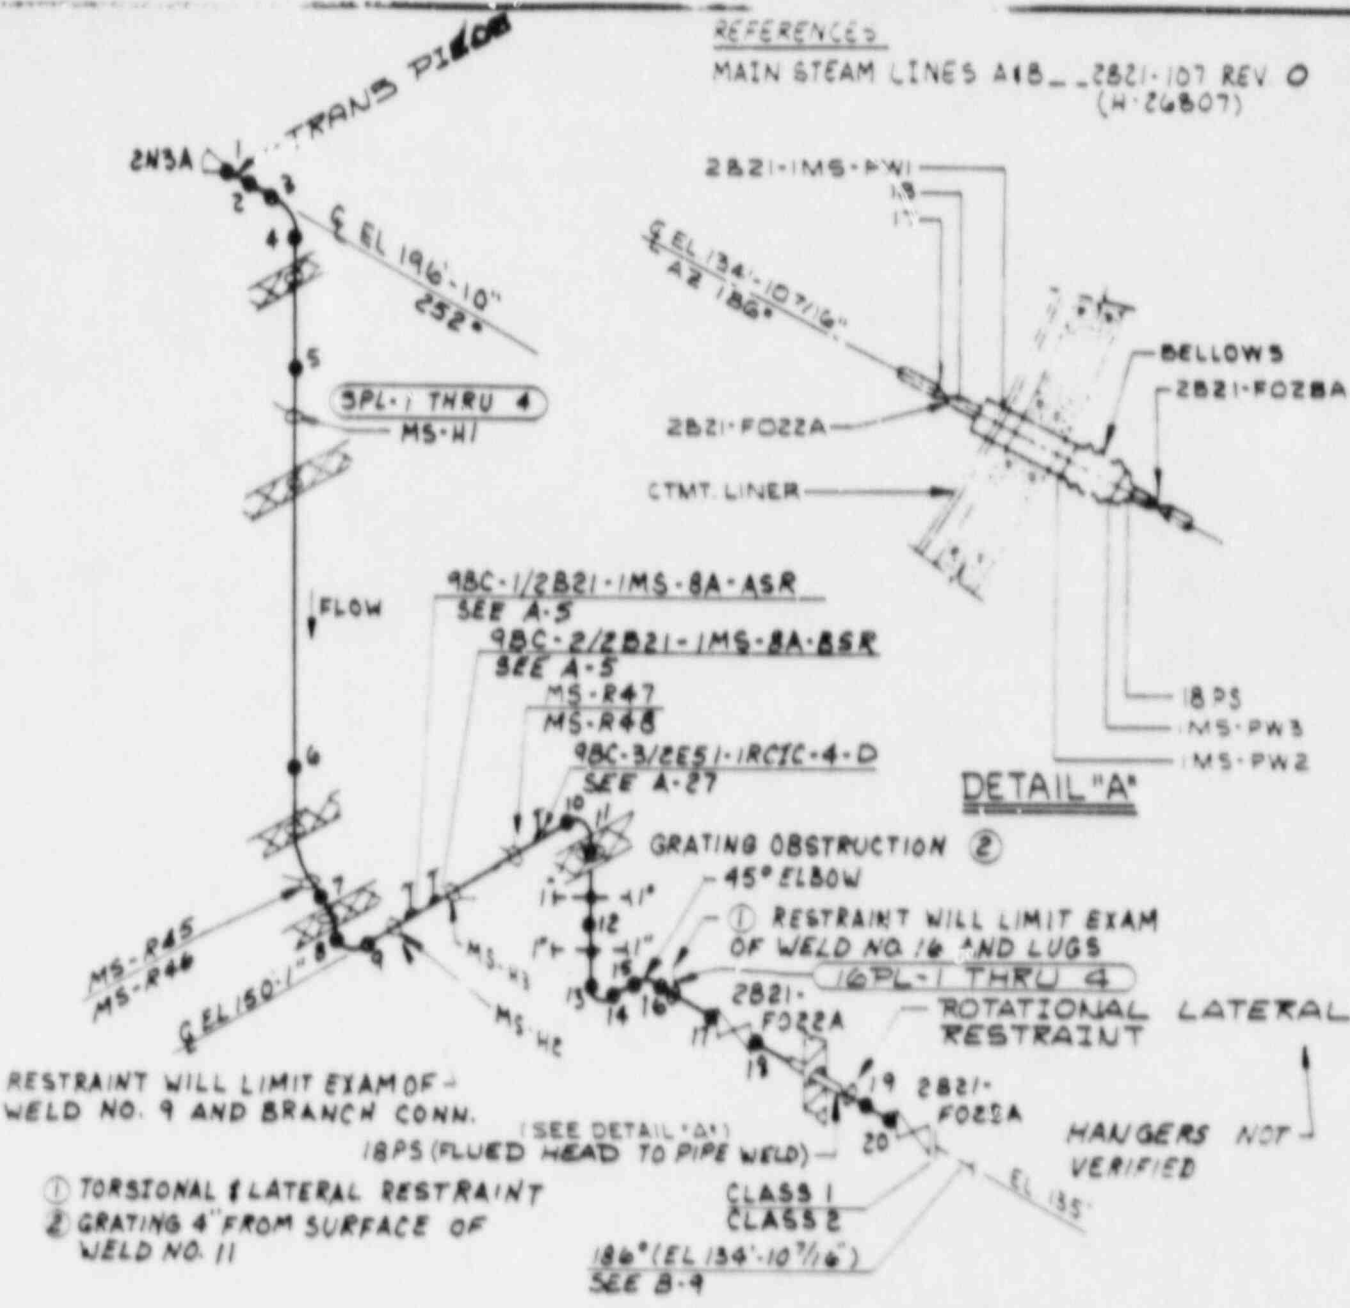 REFERENCES
MAIN STEAM LINES A&B__2B21-107 REV. 0
(H-26807)
TRANS PIECE
2N3A
1
2
3
4
℄ EL 196'-10"
252°
5
5PL-1 THRU 4
MS-H1
FLOW
2B21-1MS-PW1
18
17
℄ EL 134'-10 7/16"
AZ 186°
BELLOWS
2B21-F028A
2B21-F022A
CTMT. LINER
18PS
1MS-PW3
1MS-PW2
DETAIL "A"
9BC-1/2B21-1MS-8A-ASR
SEE A-5
9BC-2/2B21-1MS-8A-BSR
SEE A-5
MS-R47
MS-R48
9BC-3/2E51-1RCIC-4-D
SEE A-27
6
7
8
9
10
11
GRATING OBSTRUCTION ②
45° ELBOW
1"
1"
12
1"
1"
① RESTRAINT WILL LIMIT EXAM
OF WELD NO. 16 AND LUGS
16PL-1 THRU 4
MS-R45
MS-R46
℄ EL 150'-1"
MS-H3
MS-H2
13
14
15
16
17
2B21-
F022A
18
ROTATIONAL LATERAL
RESTRAINT
19
2B21-
20
HANGERS NOT
VERIFIED
RESTRAINT WILL LIMIT EXAM OF
WELD NO. 9 AND BRANCH CONN.
(SEE DETAIL "A")
18PS (FLUED HEAD TO PIPE WELD)
CLASS 1
CLASS 2
EL 135'
① TORSIONAL & LATERAL RESTRAINT
② GRATING 4" FROM SURFACE OF
WELD NO. 11
186° (EL 134'-10 7/16")
SEE B-9